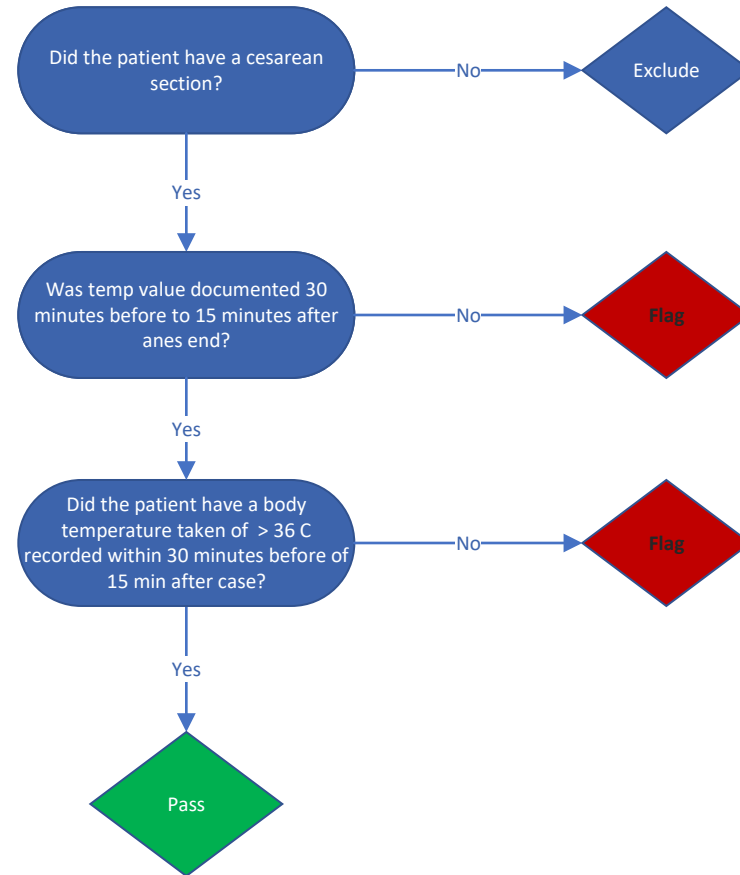 Did the patient have a cesarean
section?
No
Exclude
Yes
Was temp value documented 30
minutes before to 15 minutes after
anes end?
No
Flag
Yes
Did the patient have a body
temperature taken of  > 36 C
recorded within 30 minutes before of
15 min after case?
No
Flag
Yes
Pass